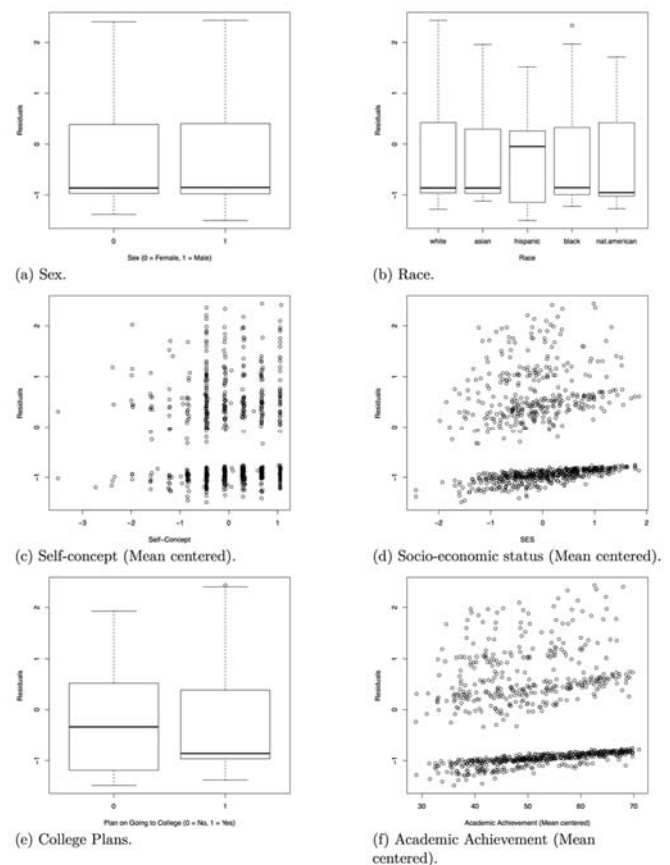 Residuals
2
1
0
-1
0
1
Sex (0 = Female, 1 = Male)
(a) Sex.
Residuals
2
1
0
-1
white asian hispanic black nat.american
Race
(b) Race.
Residuals
2
1
0
-1
-3 -2 -1 0 1
Self-Concept
(c) Self-concept (Mean centered).
Residuals
2
1
0
-1
-2 -1 0 1 2
SES
(d) Socio-economic status (Mean centered).
Residuals
2
1
0
-1
0
1
Plan on Going to College (0 = No, 1 = Yes)
(e) College Plans.
Residuals
2
1
0
-1
30 40 50 60 70
Academic Achievement (Mean centered)
(f) Academic Achievement (Mean
centered).